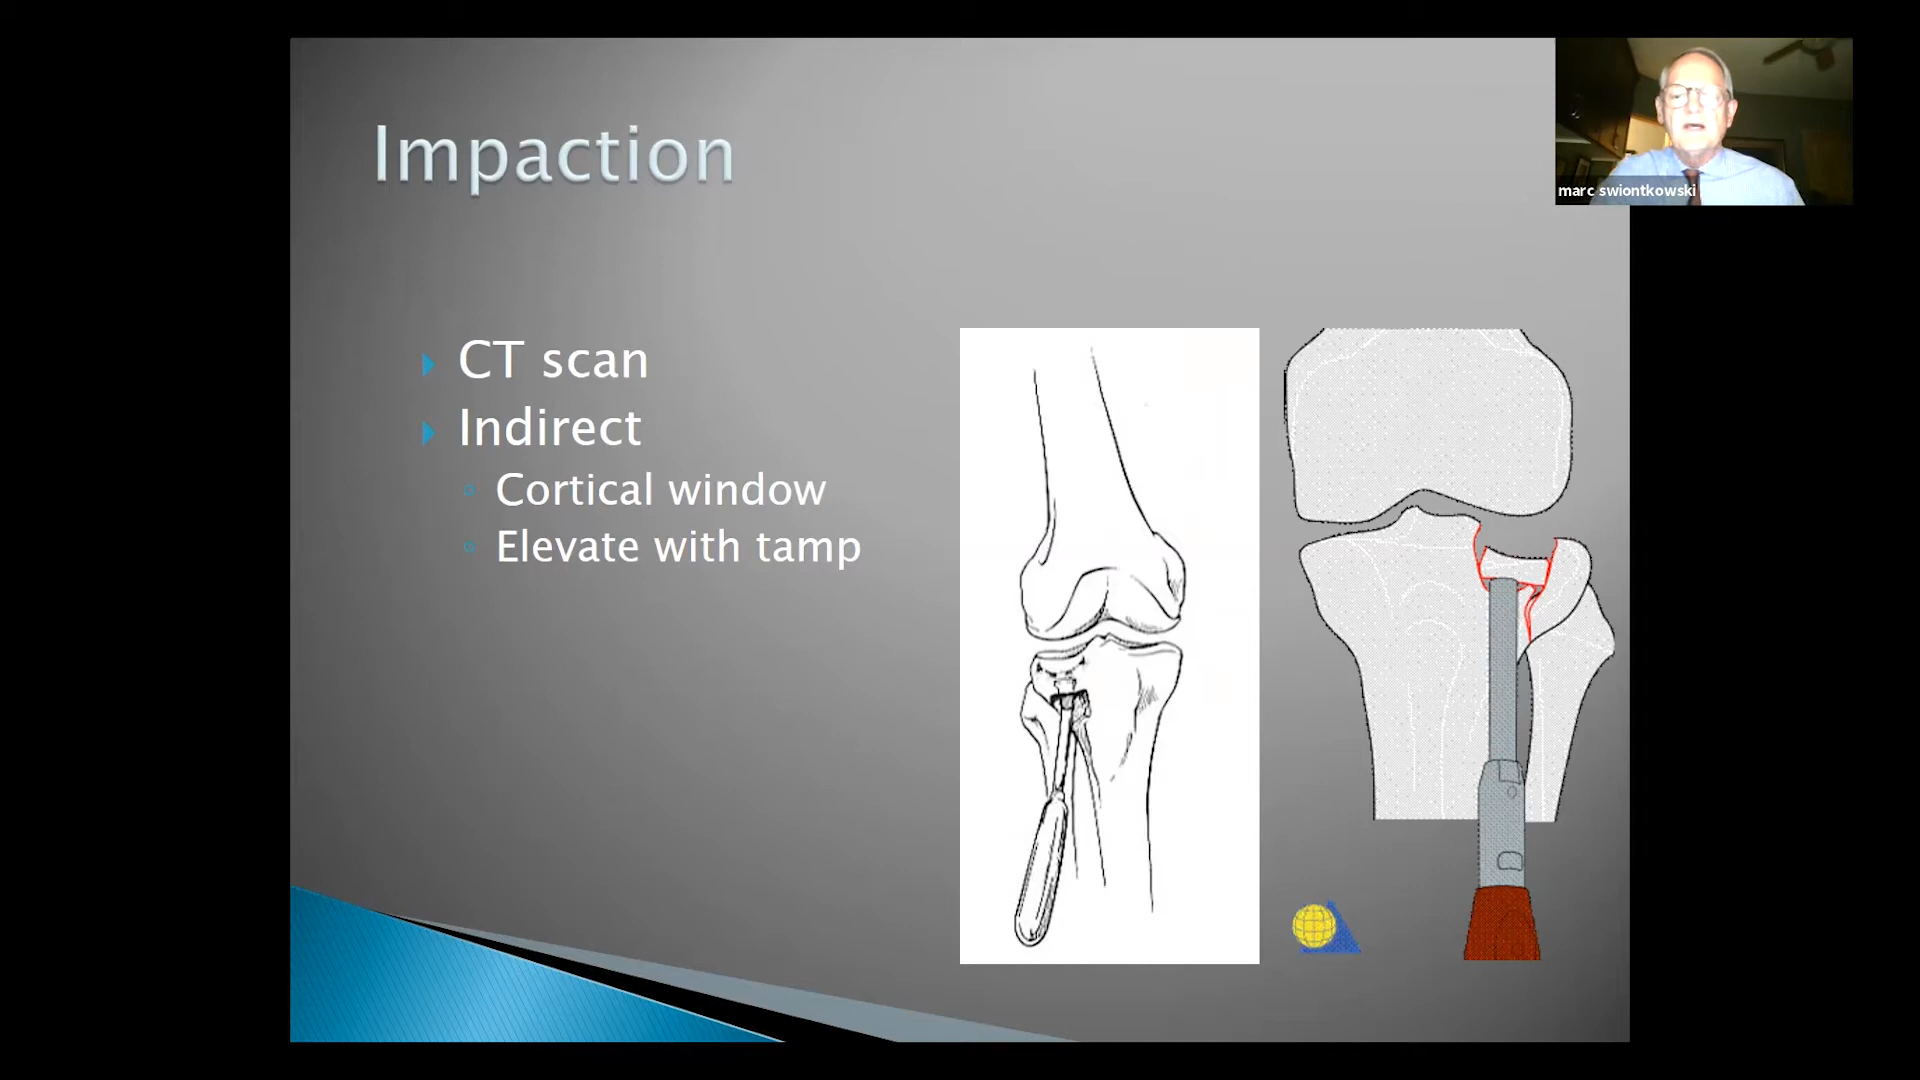 Impaction
marc swiontkowski
CT scan
Indirect
Cortical window
Elevate with tamp